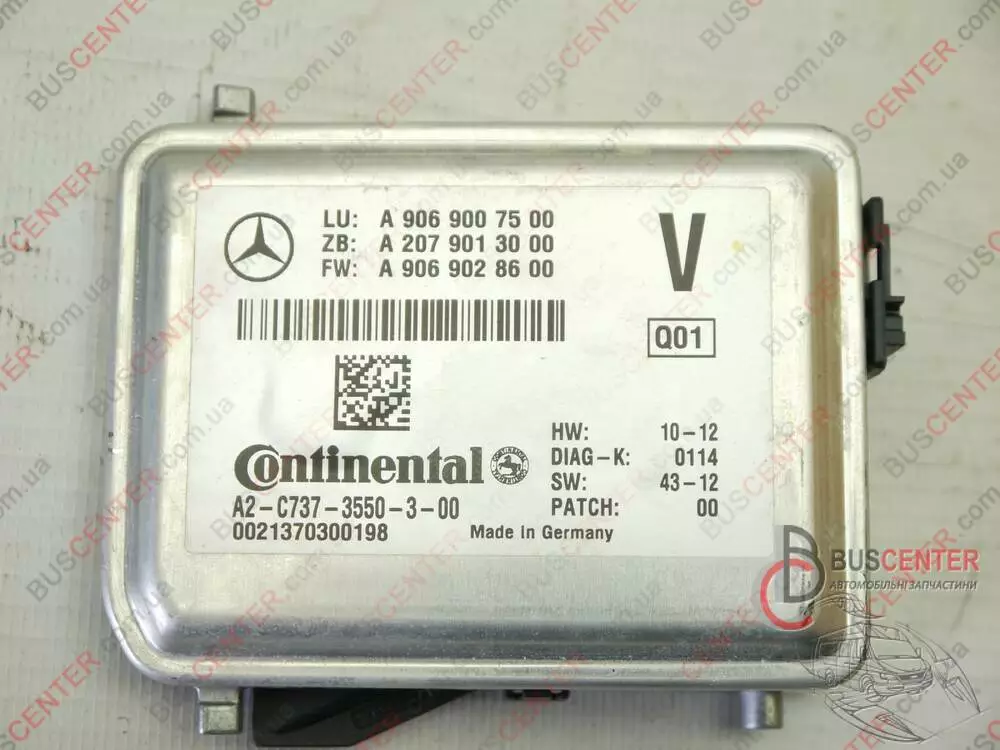 LU: A 906 900 75 00
ZB: A 207 901 30 00
FW: A 906 902 86 00
V
Q01
HW: 10-12
DIAG-K: 0114
SW: 43-12
PATCH: 00
Continental
A2-C737-3550-3-00
0021370300198
Made in Germany
BUSCENTER
АВТОМОБІЛЬНІ ЗАПЧАСТИНИ
BUSCENTER.com.ua